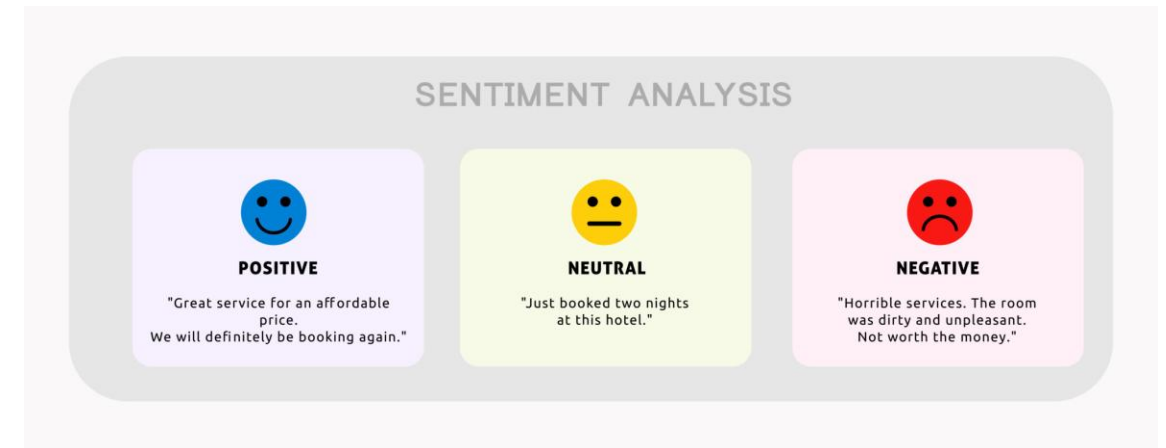 SENTIMENT ANALYSIS
POSITIVE
"Great service for an affordable
price.
We will definitely be booking again."
NEUTRAL
"Just booked two nights
at this hotel."
NEGATIVE
"Horrible services. The room
was dirty and unpleasant.
Not worth the money."